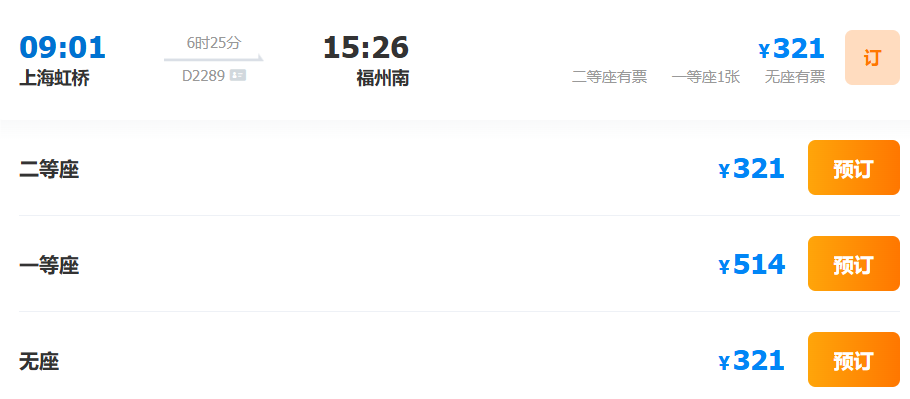 09:01 6时25分 15:26 ¥321 订
上海虹桥 D2289 福州南 二等座有票 一等座1张 无座有票
二等座 ¥321 预订
一等座 ¥514 预订
无座 ¥321 预订